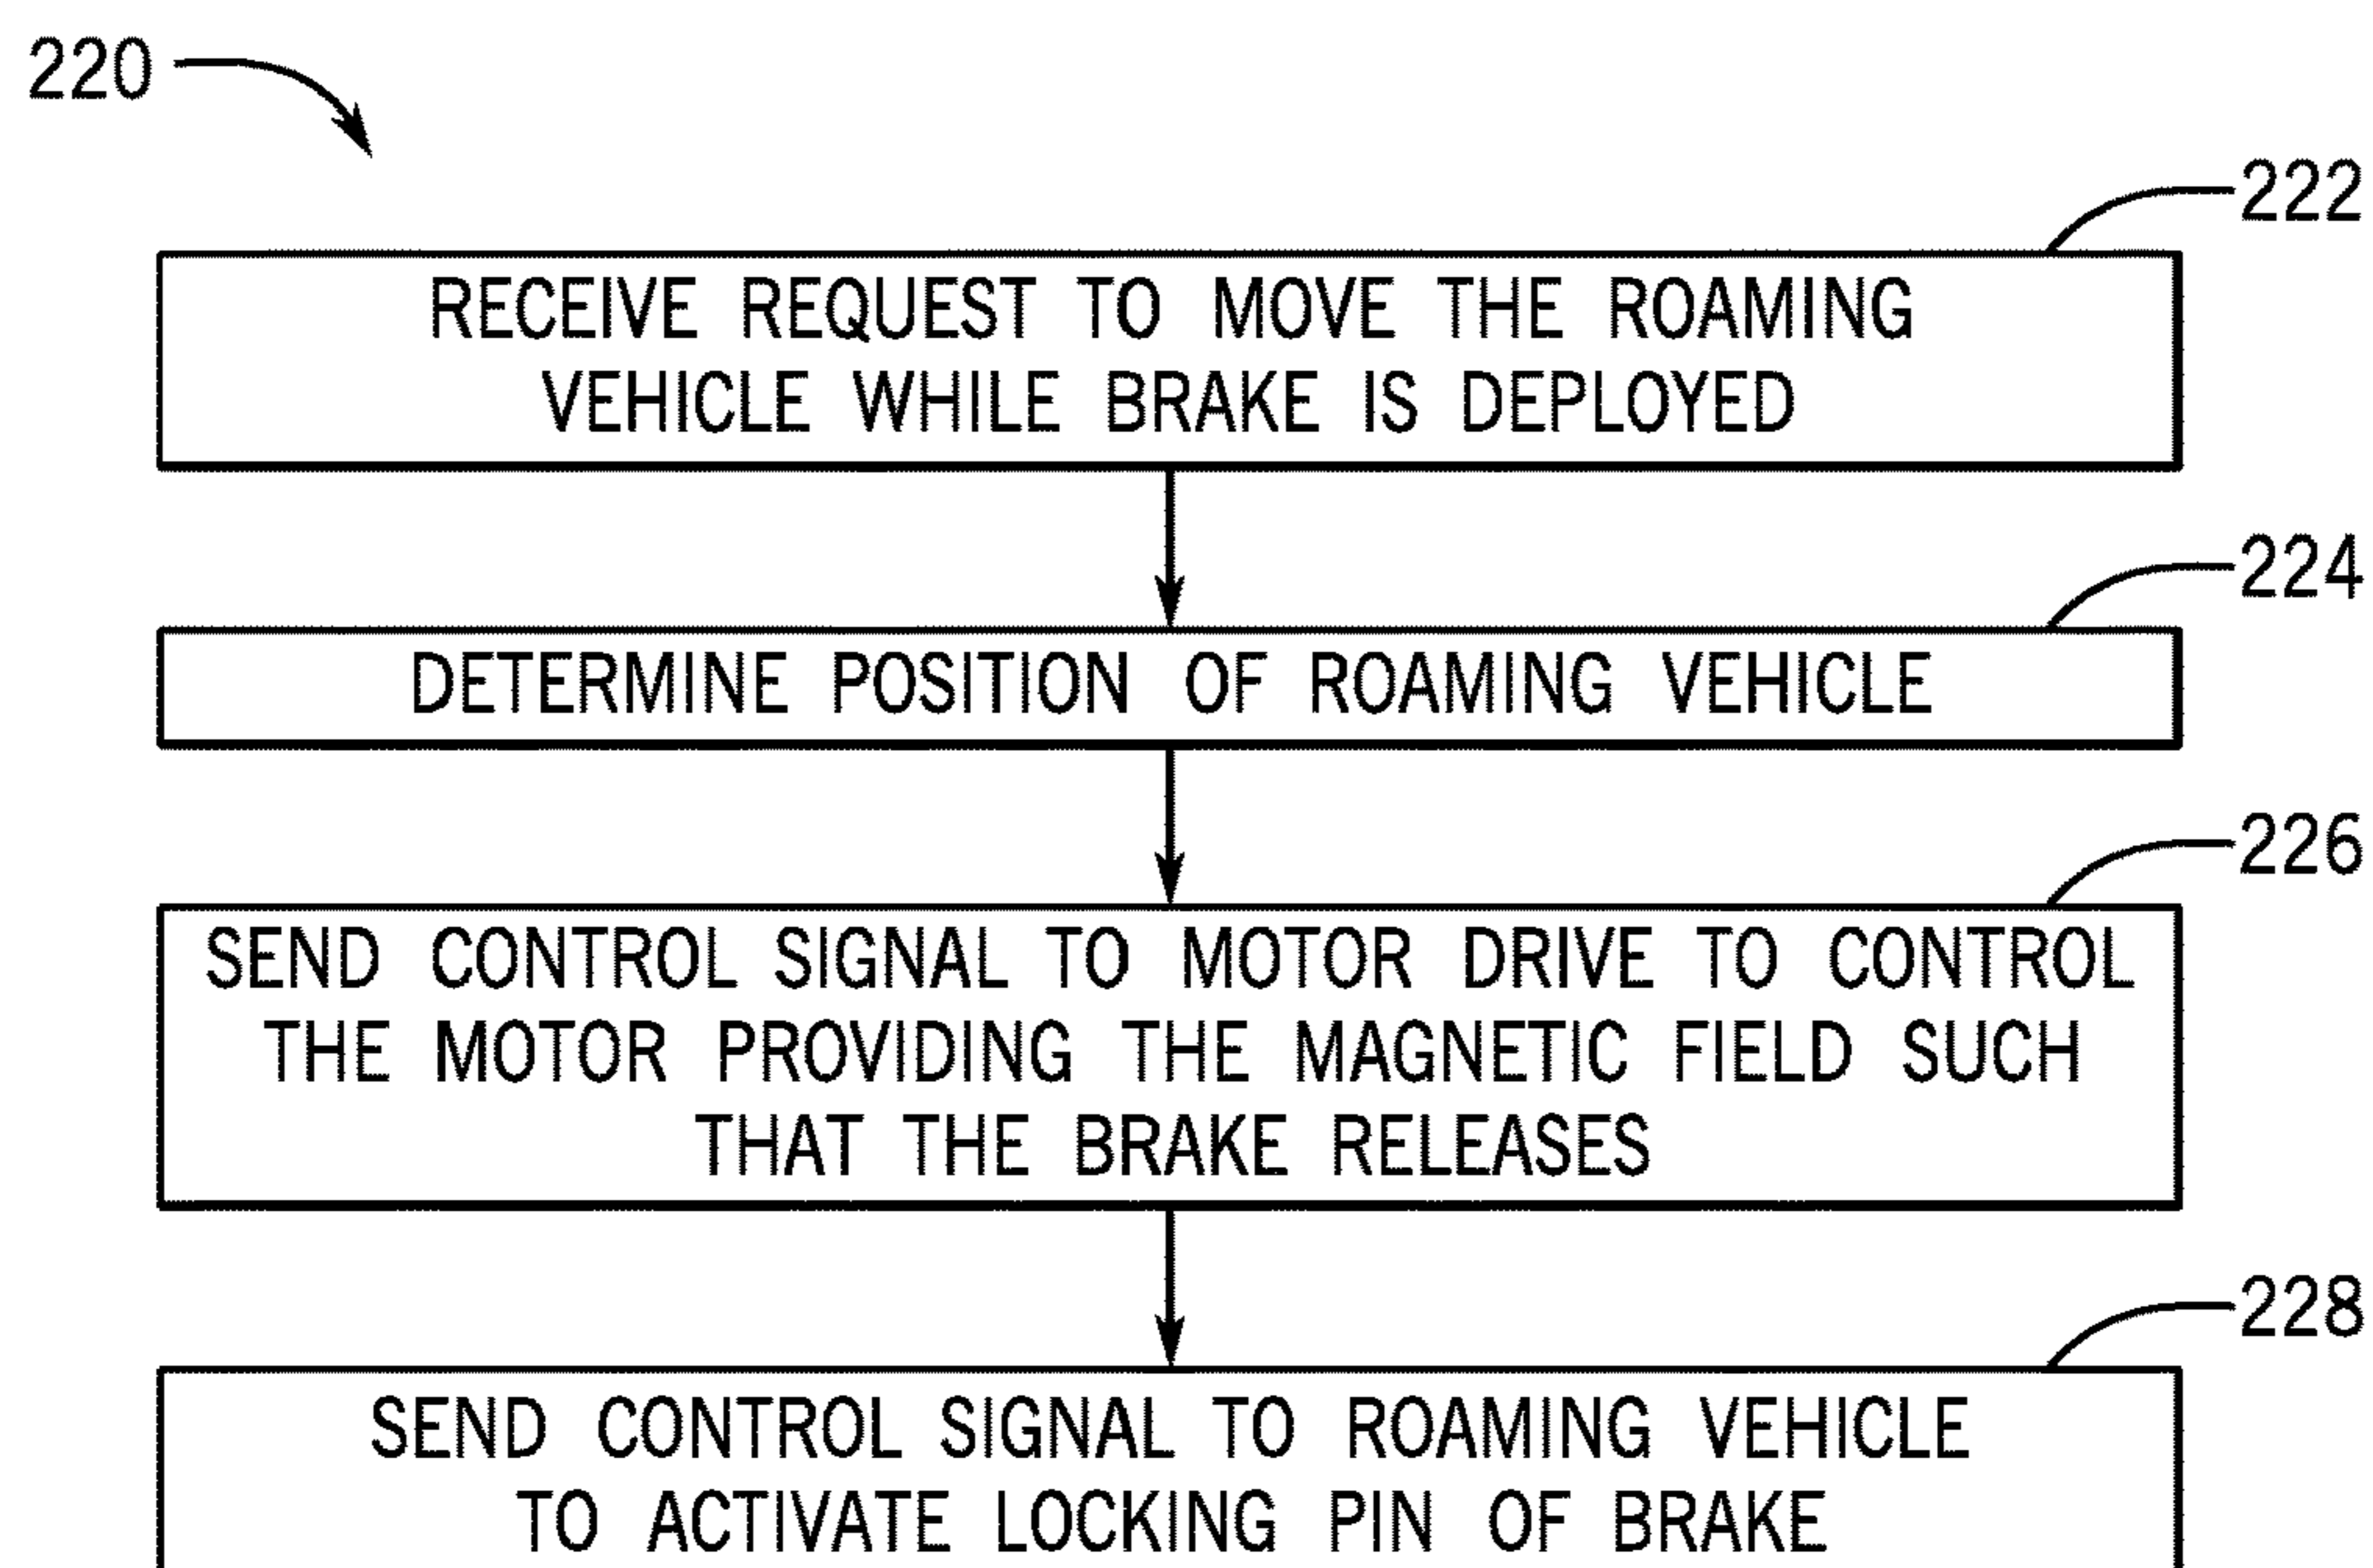 220
222
RECEIVE REQUEST TO MOVE THE ROAMING
VEHICLE WHILE BRAKE IS DEPLOYED
224
DETERMINE POSITION OF ROAMING VEHICLE
226
SEND CONTROL SIGNAL TO MOTOR DRIVE TO CONTROL
THE MOTOR PROVIDING THE MAGNETIC FIELD SUCH
THAT THE BRAKE RELEASES
228
SEND CONTROL SIGNAL TO ROAMING VEHICLE
TO ACTIVATE LOCKING PIN OF BRAKE